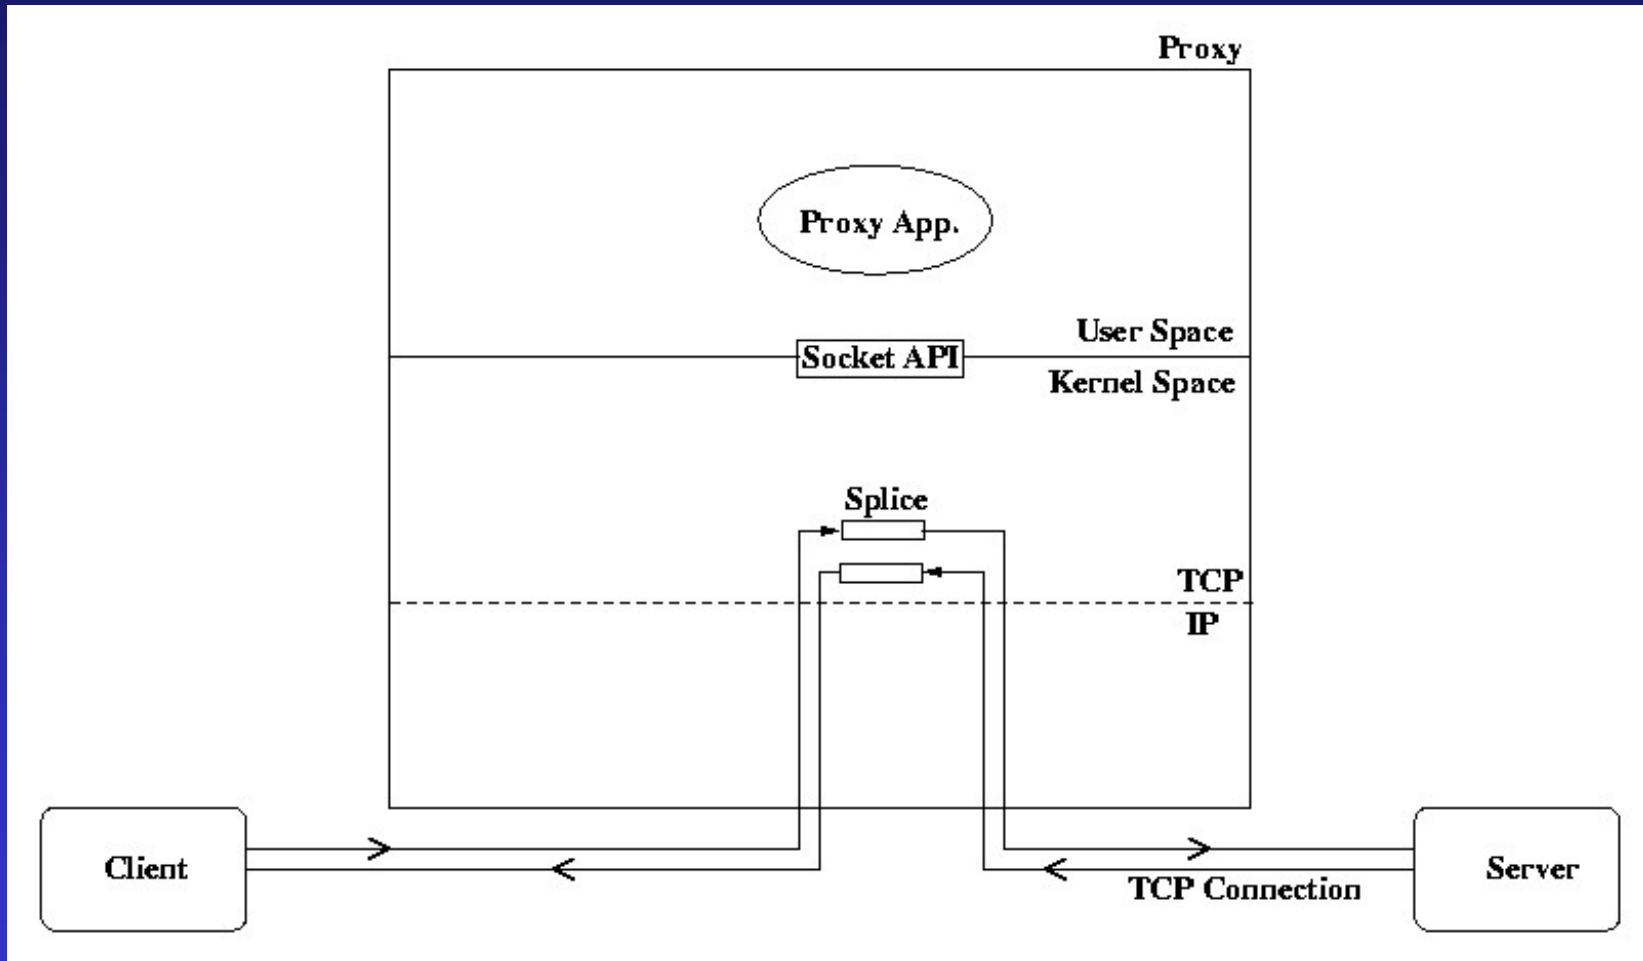 Proxy
Proxy App.
User Space
Socket API
Kernel Space
Splice
TCP
IP
Client
Server
TCP Connection